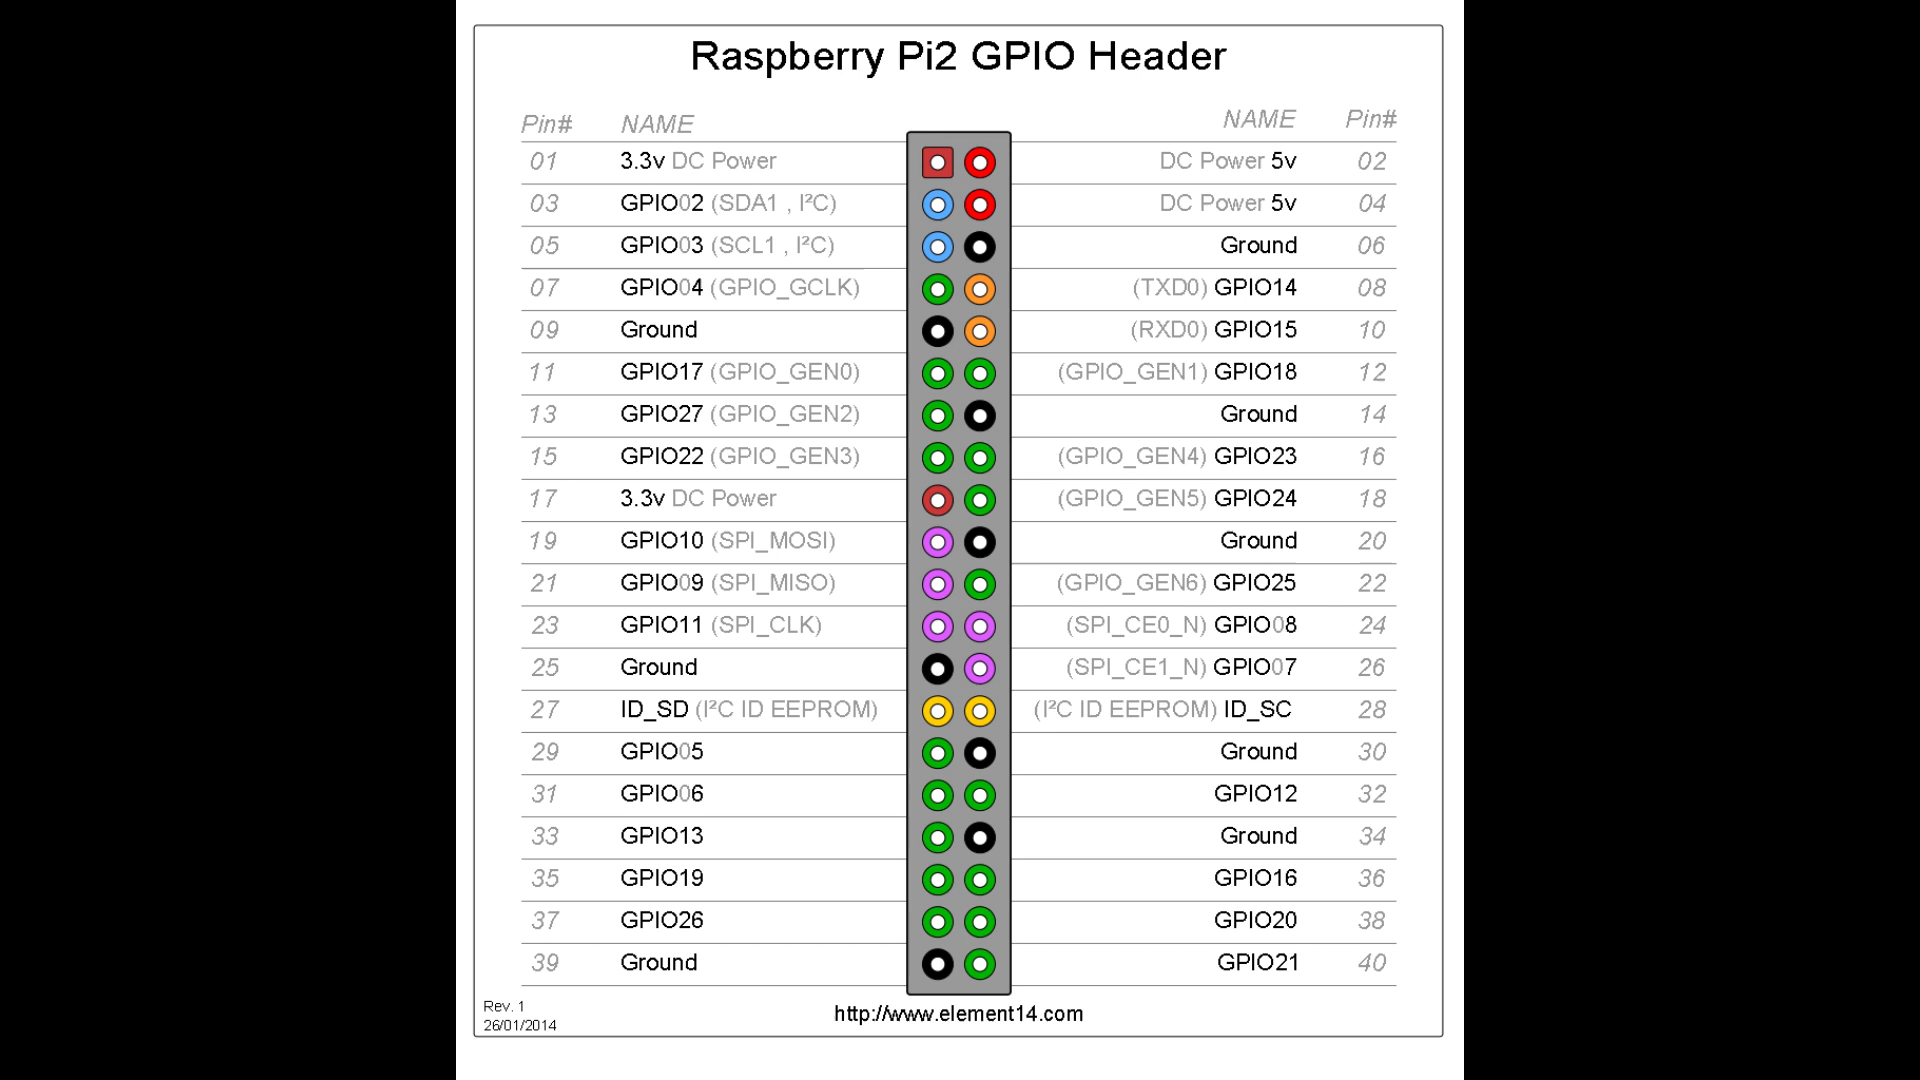 Raspberry Pi2 GPIO Header
Pin# NAME NAME Pin#
01 3.3v DC Power DC Power 5v 02
03 GPIO02 (SDA1 , I²C) DC Power 5v 04
05 GPIO03 (SCL1 , I²C) Ground 06
07 GPIO04 (GPIO_GCLK) (TXD0) GPIO14 08
09 Ground (RXD0) GPIO15 10
11 GPIO17 (GPIO_GEN0) (GPIO_GEN1) GPIO18 12
13 GPIO27 (GPIO_GEN2) Ground 14
15 GPIO22 (GPIO_GEN3) (GPIO_GEN4) GPIO23 16
17 3.3v DC Power (GPIO_GEN5) GPIO24 18
19 GPIO10 (SPI_MOSI) Ground 20
21 GPIO09 (SPI_MISO) (GPIO_GEN6) GPIO25 22
23 GPIO11 (SPI_CLK) (SPI_CE0_N) GPIO08 24
25 Ground (SPI_CE1_N) GPIO07 26
27 ID_SD (I²C ID EEPROM) (I²C ID EEPROM) ID_SC 28
29 GPIO05 Ground 30
31 GPIO06 GPIO12 32
33 GPIO13 Ground 34
35 GPIO19 GPIO16 36
37 GPIO26 GPIO20 38
39 Ground GPIO21 40
Rev. 1
26/01/2014
http://www.element14.com